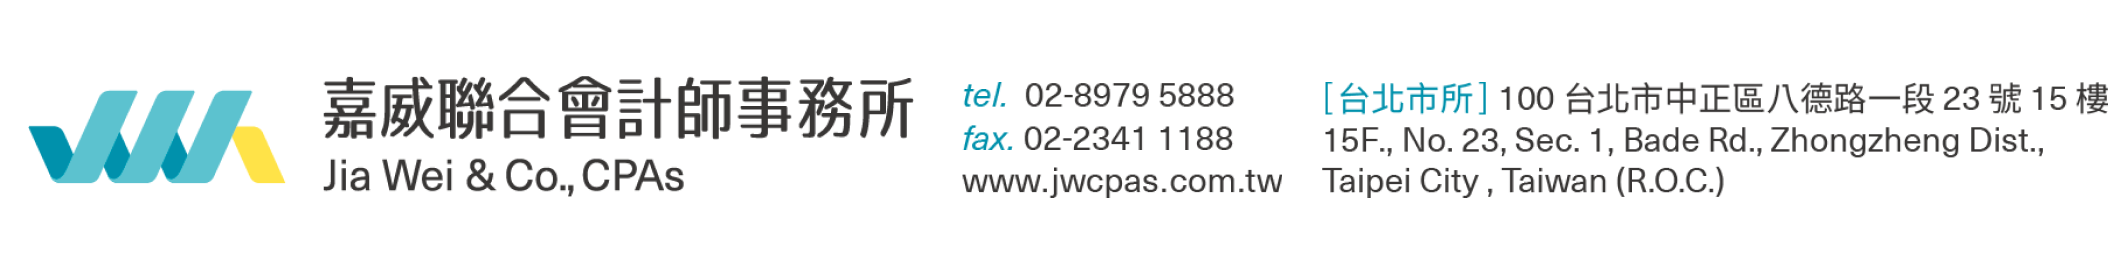 嘉威聯合會計師事務所
Jia Wei & Co., CPAs
tel. 02-8979 5888
fax. 02-2341 1188
www.jwcpas.com.tw
[台北市所] 100 台北市中正區八德路一段 23 號 15 樓
15F., No. 23, Sec. 1, Bade Rd., Zhongzheng Dist.,
Taipei City , Taiwan (R.O.C.)